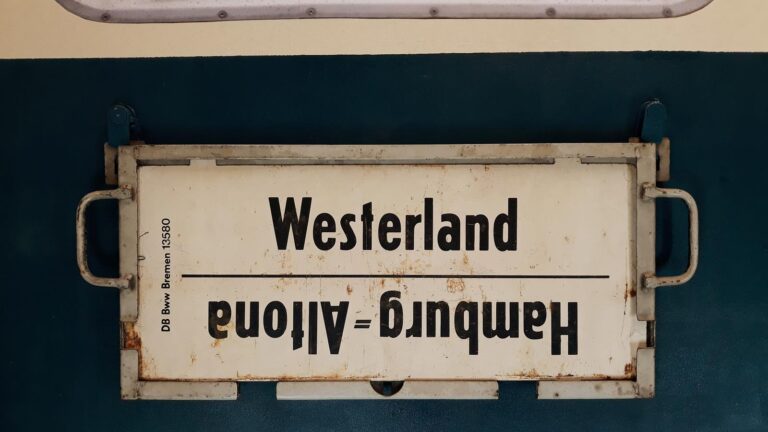 Westerland
Hamburg=Altona
DB Bww Bremen 13580